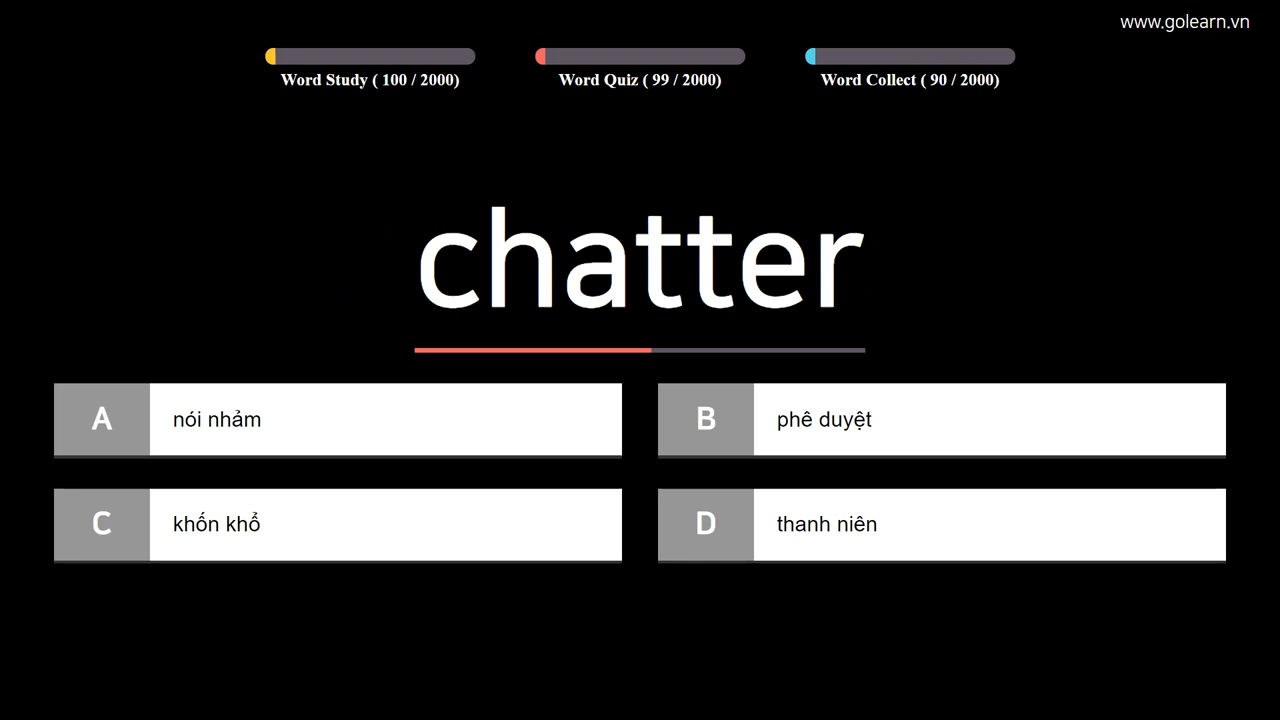 www.golearn.vn
Word Study ( 100 / 2000)
Word Quiz ( 99 / 2000)
Word Collect ( 90 / 2000)
chatter
A nói nhảm
B phê duyệt
C khốn khổ
D thanh niên